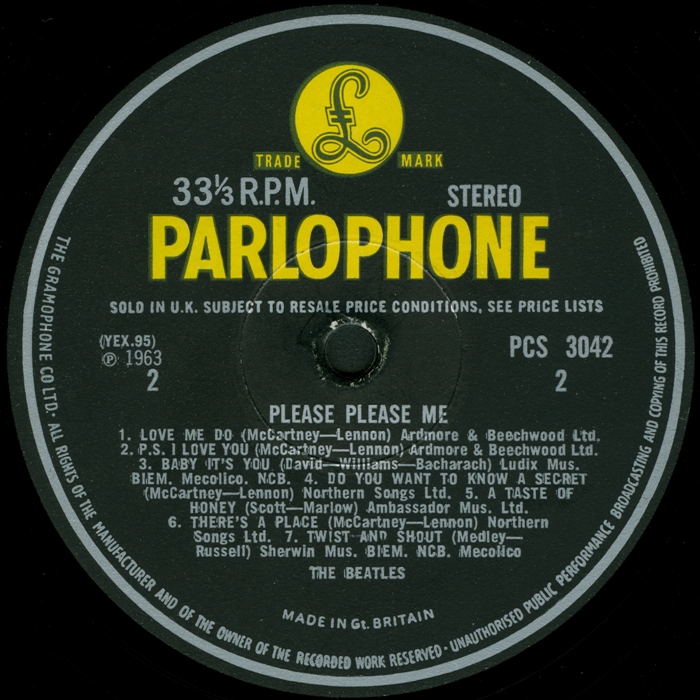 £
TRADE MARK
33⅓ R.P.M. STEREO
PARLOPHONE
SOLD IN U.K. SUBJECT TO RESALE PRICE CONDITIONS, SEE PRICE LISTS
(YEX.95) PCS 3042
℗ 1963
2 2
PLEASE PLEASE ME
1. LOVE ME DO (McCartney—Lennon) Ardmore & Beechwood Ltd.
2. P.S. I LOVE YOU (McCartney—Lennon) Ardmore & Beechwood Ltd.
3. BABY IT'S YOU (David—Williams—Bacharach) Ludix Mus.
BIEM. Mecolico. NCB. 4. DO YOU WANT TO KNOW A SECRET
(McCartney—Lennon) Northern Songs Ltd. 5. A TASTE OF
HONEY (Scott—Marlow) Ambassador Mus. Ltd.
6. THERE'S A PLACE (McCartney—Lennon) Northern
Songs Ltd. 7. TWIST AND SHOUT (Medley—
Russell) Sherwin Mus. BIEM. NCB. Mecolico
THE BEATLES
MADE IN Gt. BRITAIN
THE GRAMOPHONE CO LTD. ALL RIGHTS OF THE MANUFACTURER AND OF THE OWNER OF THE RECORDED WORK RESERVED · UNAUTHORISED PUBLIC PERFORMANCE BROADCASTING AND COPYING OF THIS RECORD PROHIBITED